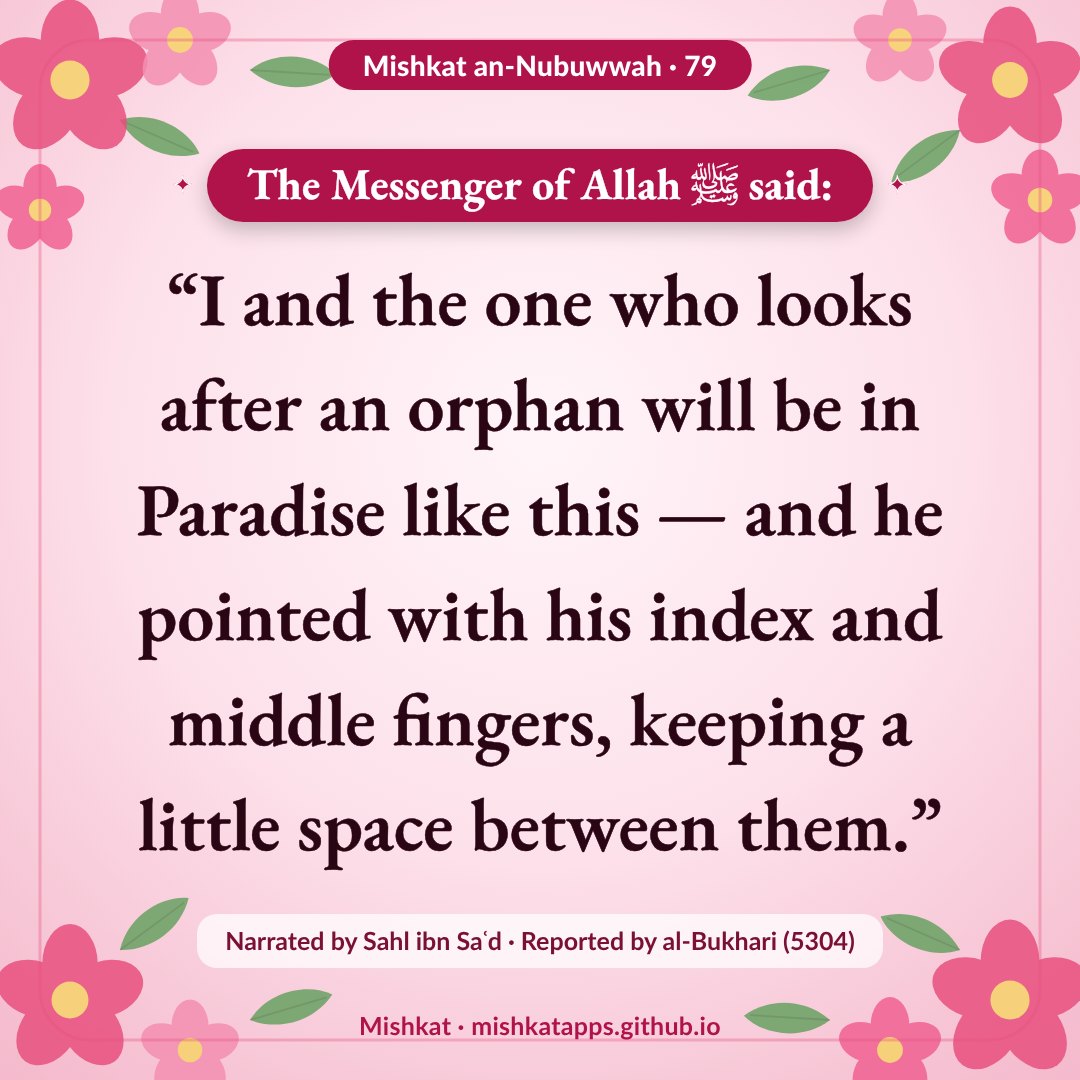 Mishkat an-Nubuwwah · 79
The Messenger of Allah ﷺ said:
“I and the one who looks
after an orphan will be in
Paradise like this — and he
pointed with his index and
middle fingers, keeping a
little space between them.”
Narrated by Sahl ibn Saʿd · Reported by al-Bukhari (5304)
Mishkat · mishkatapps.github.io